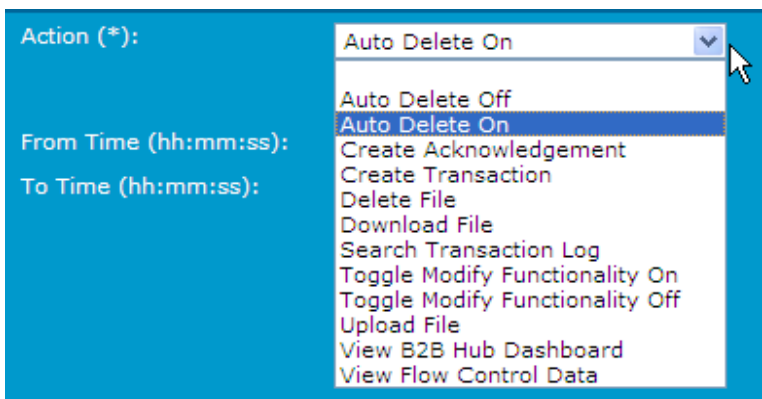 Action (*):
Auto Delete On
Auto Delete Off
Auto Delete On
From Time (hh:mm:ss):
Create Acknowledgement
Create Transaction
To Time (hh:mm:ss):
Delete File
Download File
Search Transaction Log
Toggle Modify Functionality On
Toggle Modify Functionality Off
Upload File
View B2B Hub Dashboard
View Flow Control Data